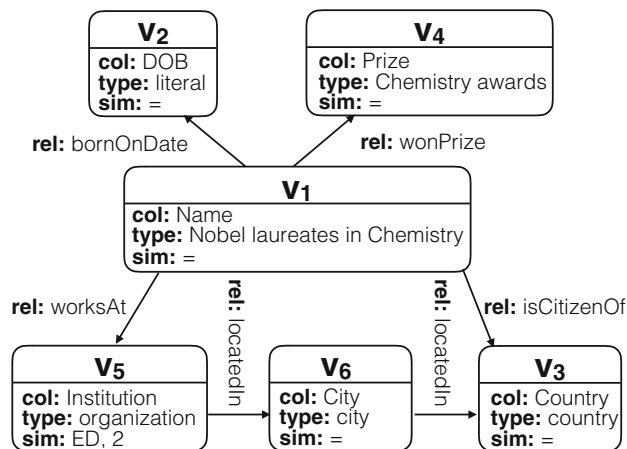 v2
col: DOB
type: literal
sim: =
v4
col: Prize
type: Chemistry awards
sim: =
rel: bornOnDate
rel: wonPrize
v1
col: Name
type: Nobel laureates in Chemistry
sim: =
rel: worksAt
rel: locatedIn
rel: locatedIn
rel: isCitizenOf
v5
col: Institution
type: organization
sim: ED, 2
v6
col: City
type: city
sim: =
v3
col: Country
type: country
sim: =